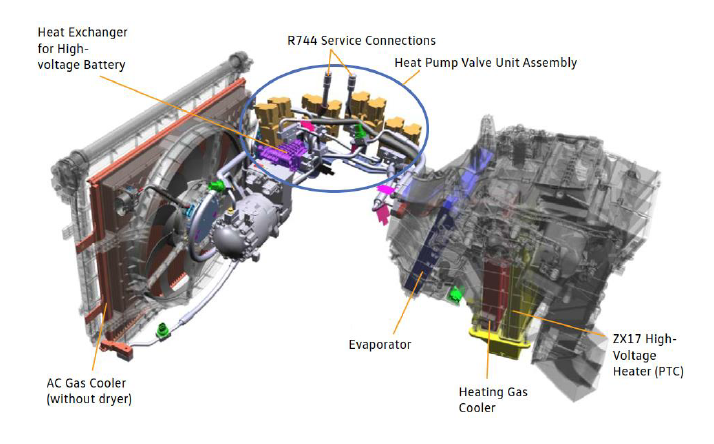 Heat Exchanger
for High-
voltage Battery
R744 Service Connections
Heat Pump Valve Unit Assembly
Evaporator
ZX17 High-
Voltage
Heater (PTC)
AC Gas Cooler
(without dryer)
Heating Gas
Cooler